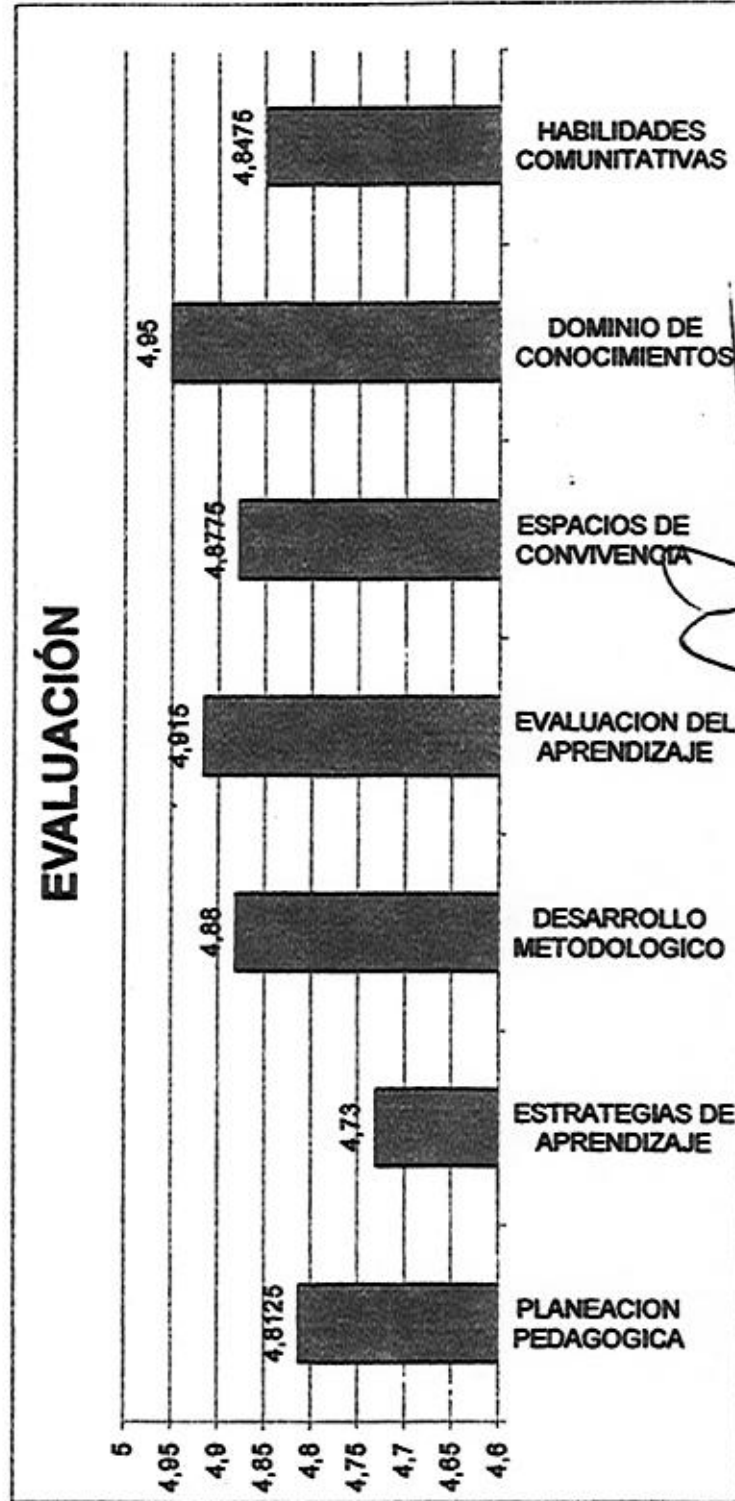 EVALUACIÓN
5
4,95
4,9
4,85
4,8
4,75
4,7
4,65
4,6
4,8125
4,73
4,88
4,915
4,8775
4,95
4,8475
PLANEACION
PEDAGOGICA
ESTRATEGIAS DE
APRENDIZAJE
DESARROLLO
METODOLOGICO
EVALUACION DEL
APRENDIZAJE
ESPACIOS DE
CONVIVENCIA
DOMINIO DE
CONOCIMIENTOS
HABILIDADES
COMUNITATIVAS